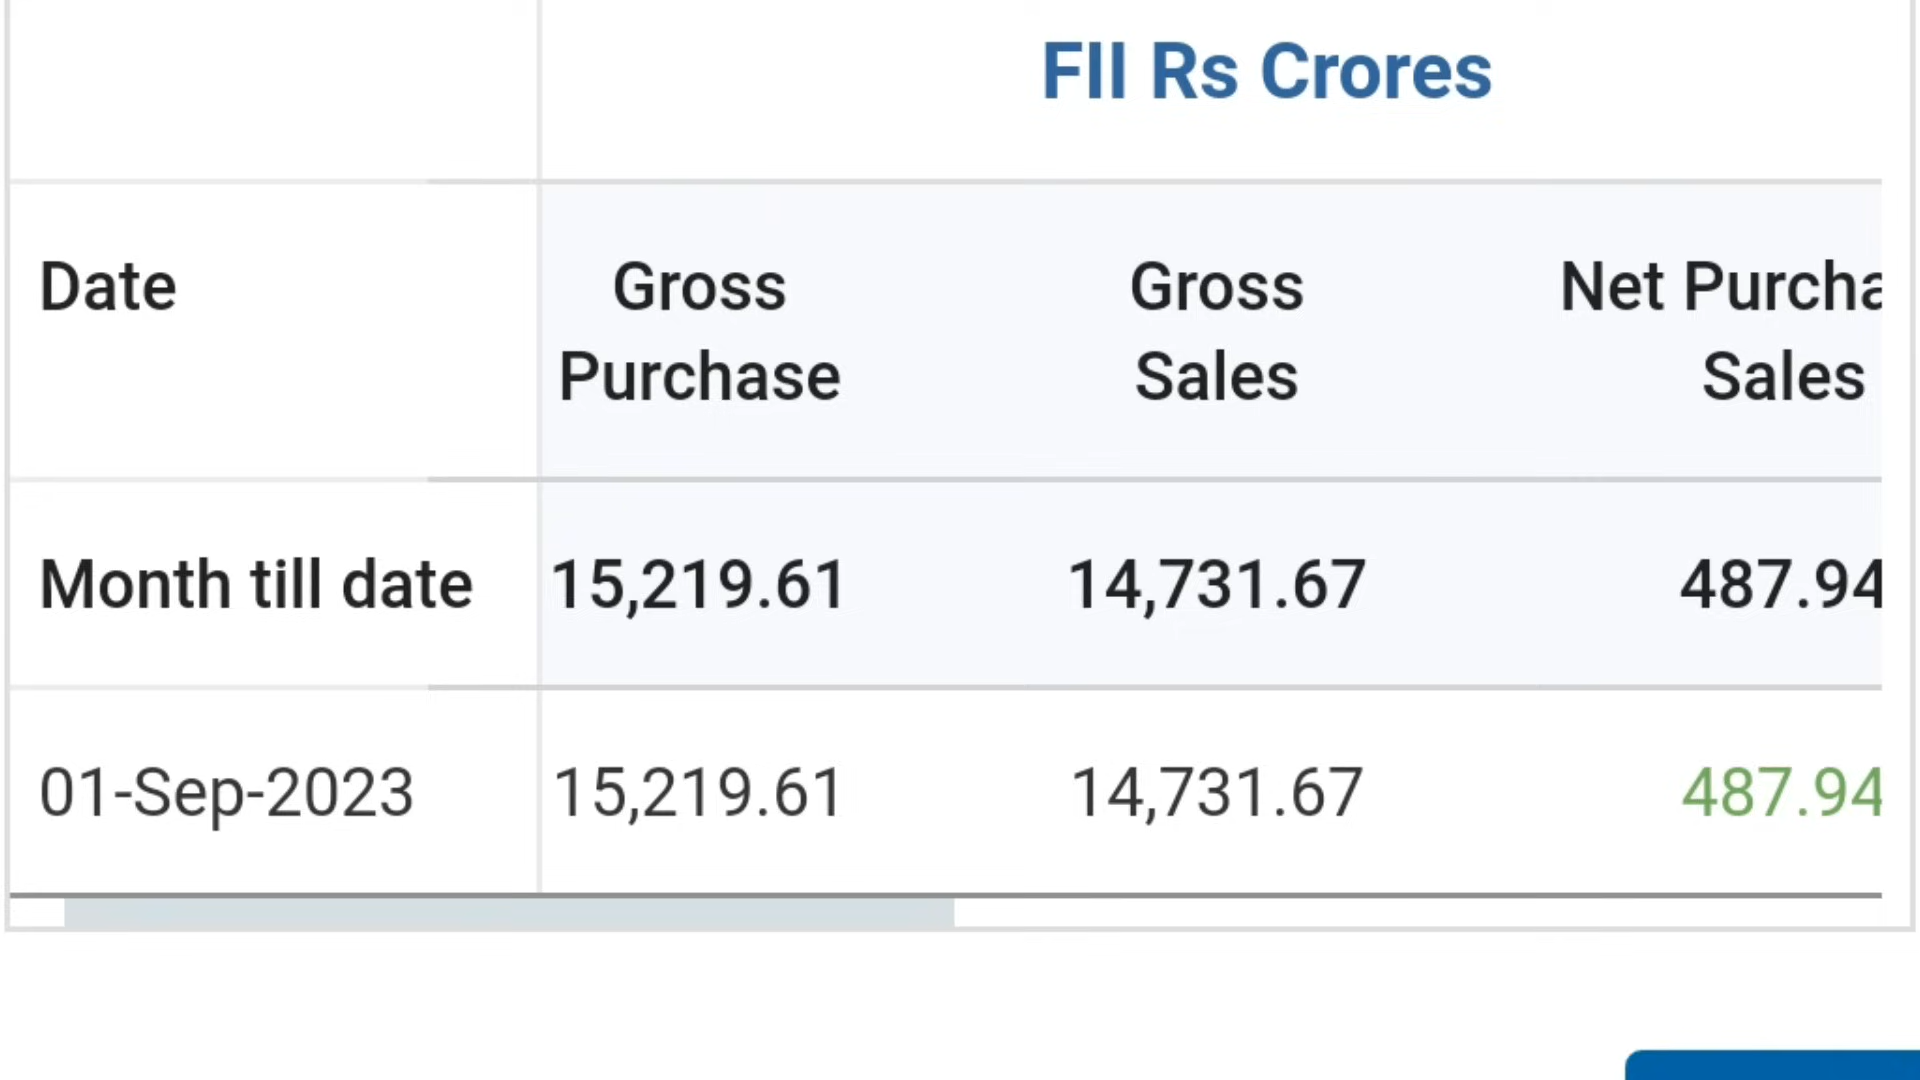 FII Rs Crores
Date Gross Purchase Gross Sales Net Purcha Sales
Month till date 15,219.61 14,731.67 487.94
01-Sep-2023 15,219.61 14,731.67 487.94